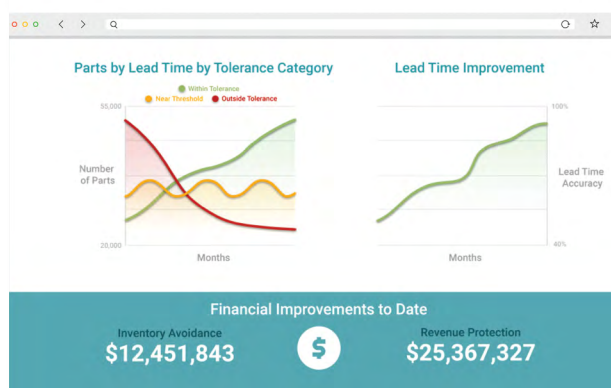 Parts by Lead Time by Tolerance Category
Within Tolerance
Near Threshold Outside Tolerance
55,000
Number
of Parts
20,000
Months
Lead Time Improvement
100%
Lead Time
Accuracy
40%
Months
Financial Improvements to Date
Inventory Avoidance
$12,451,843
$
Revenue Protection
$25,367,327